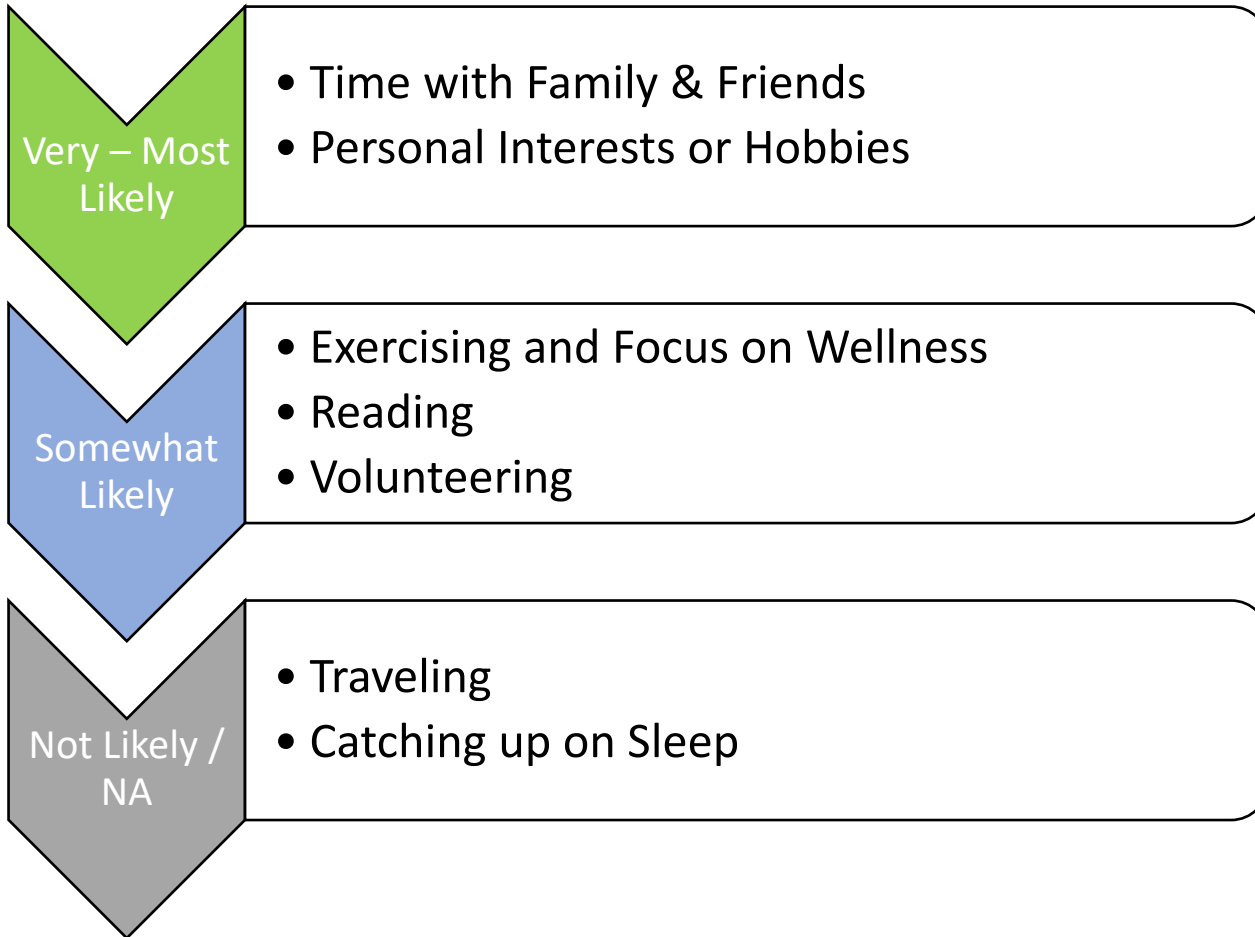 Very – Most
Likely
• Time with Family & Friends
• Personal Interests or Hobbies
Somewhat
Likely
• Exercising and Focus on Wellness
• Reading
• Volunteering
Not Likely /
NA
• Traveling
• Catching up on Sleep